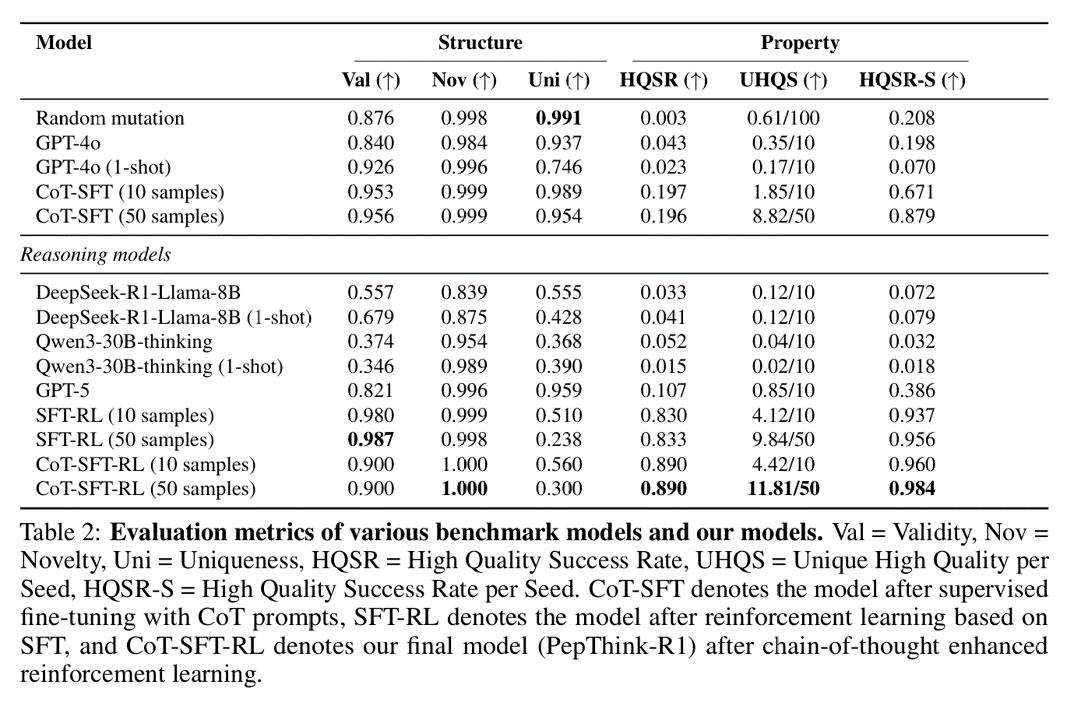 Model Structure Property
Val (↑) Nov (↑) Uni (↑) HQSR (↑) UHQS (↑) HQSR-S (↑)
Random mutation 0.876 0.998 0.991 0.003 0.61/100 0.208
GPT-4o 0.840 0.984 0.937 0.043 0.35/10 0.198
GPT-4o (1-shot) 0.926 0.996 0.746 0.023 0.17/10 0.070
CoT-SFT (10 samples) 0.953 0.999 0.989 0.197 1.85/10 0.671
CoT-SFT (50 samples) 0.956 0.999 0.954 0.196 8.82/50 0.879
Reasoning models
DeepSeek-R1-Llama-8B 0.557 0.839 0.555 0.033 0.12/10 0.072
DeepSeek-R1-Llama-8B (1-shot) 0.679 0.875 0.428 0.041 0.12/10 0.079
Qwen3-30B-thinking 0.374 0.954 0.368 0.052 0.04/10 0.032
Qwen3-30B-thinking (1-shot) 0.346 0.989 0.390 0.015 0.02/10 0.018
GPT-5 0.821 0.996 0.959 0.107 0.85/10 0.386
SFT-RL (10 samples) 0.980 0.999 0.510 0.830 4.12/10 0.937
SFT-RL (50 samples) 0.987 0.998 0.238 0.833 9.84/50 0.956
CoT-SFT-RL (10 samples) 0.900 1.000 0.560 0.890 4.42/10 0.960
CoT-SFT-RL (50 samples) 0.900 1.000 0.300 0.890 11.81/50 0.984
Table 2: Evaluation metrics of various benchmark models and our models. Val = Validity, Nov =
Novelty, Uni = Uniqueness, HQSR = High Quality Success Rate, UHQS = Unique High Quality per
Seed, HQSR-S = High Quality Success Rate per Seed. CoT-SFT denotes the model after supervised
fine-tuning with CoT prompts, SFT-RL denotes the model after reinforcement learning based on
SFT, and CoT-SFT-RL denotes our final model (PepThink-R1) after chain-of-thought enhanced
reinforcement learning.